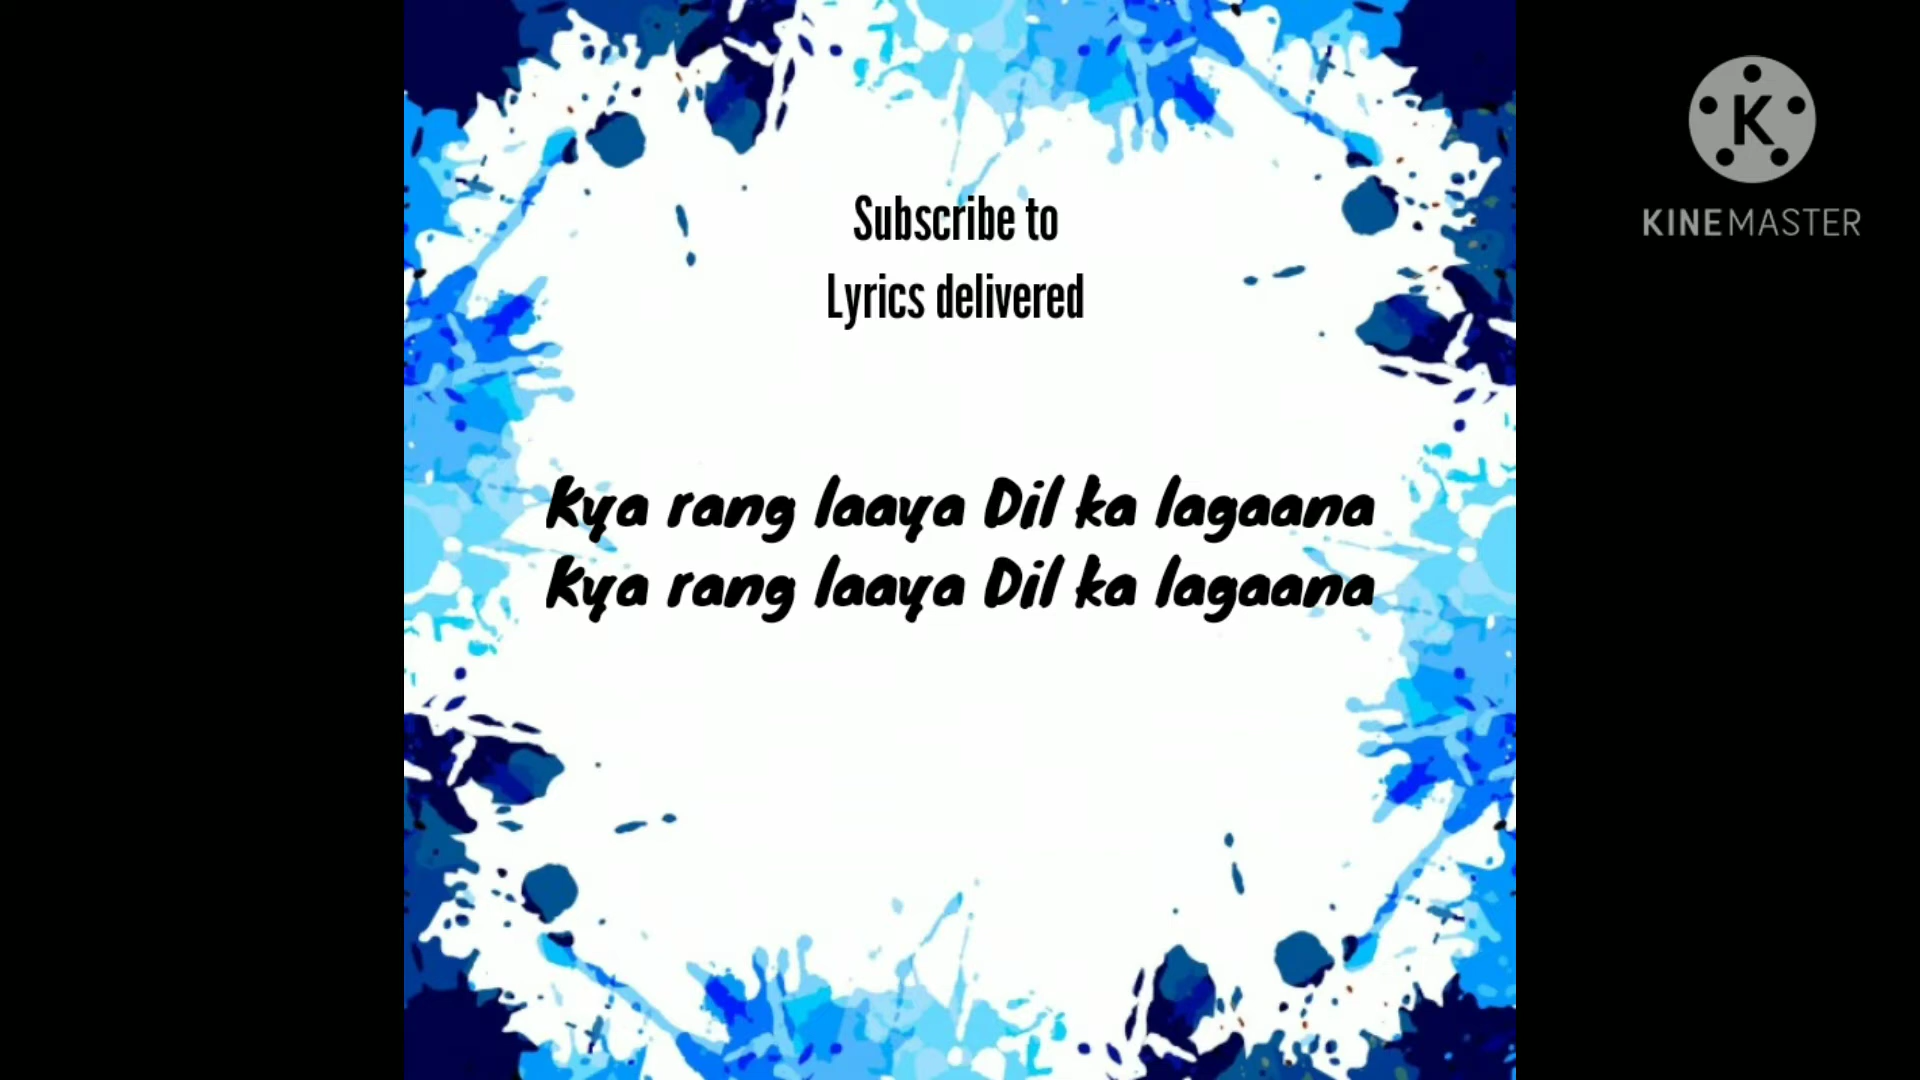 Subscribe to
Lyrics delivered
K
KINEMASTER
Kya rang laaya Dil ka lagaana
Kya rang laaya Dil ka lagaana